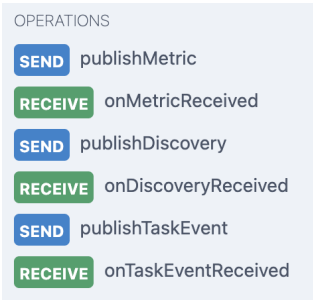 OPERATIONS
SEND publishMetric
RECEIVE onMetricReceived
SEND publishDiscovery
RECEIVE onDiscoveryReceived
SEND publishTaskEvent
RECEIVE onTaskEventReceived